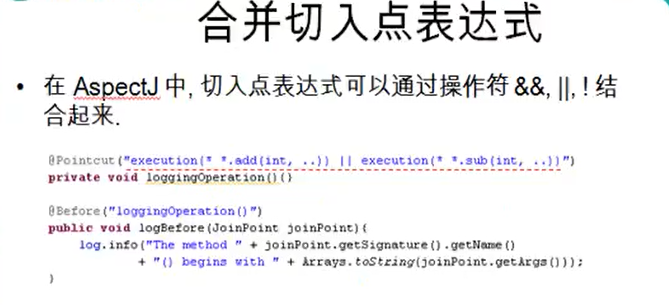 合并切入点表达式
• 在 AspectJ 中, 切入点表达式可以通过操作符 &&, ||, ! 结
合起来.
@Pointcut("execution(* *.add(int, ..)) || execution(* *.sub(int, ..))")
private void loggingOperation(){}
@Before("loggingOperation()")
public void logBefore(JoinPoint joinPoint){
log.info("The method " + joinPoint.getSignature().getName()
+ "() begins with " + Arrays.toString(joinPoint.getArgs()));
}